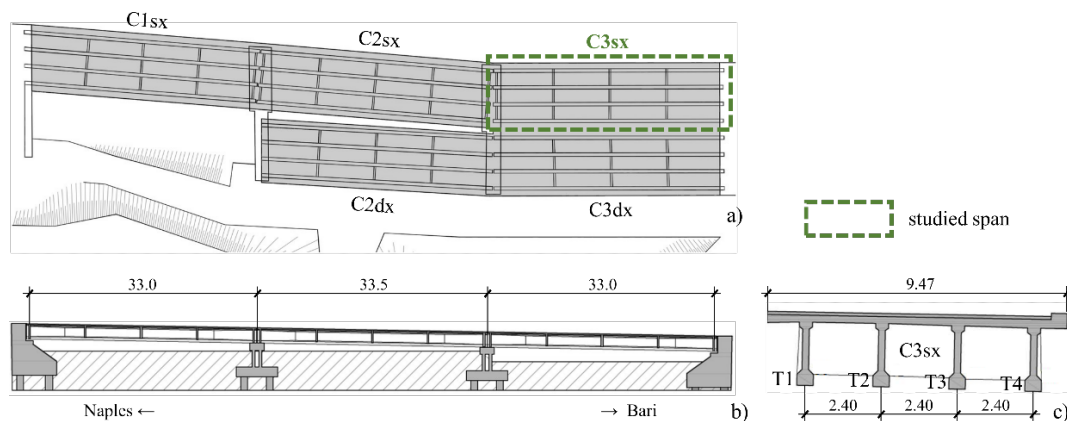 C1sx
C2sx
C3sx
C2dx
C3dx
a)
studied span
33.0
33.5
33.0
9.47
C3sx
T1
T2
T3
T4
Naples ←
→ Bari
b)
2.40
2.40
2.40
c)